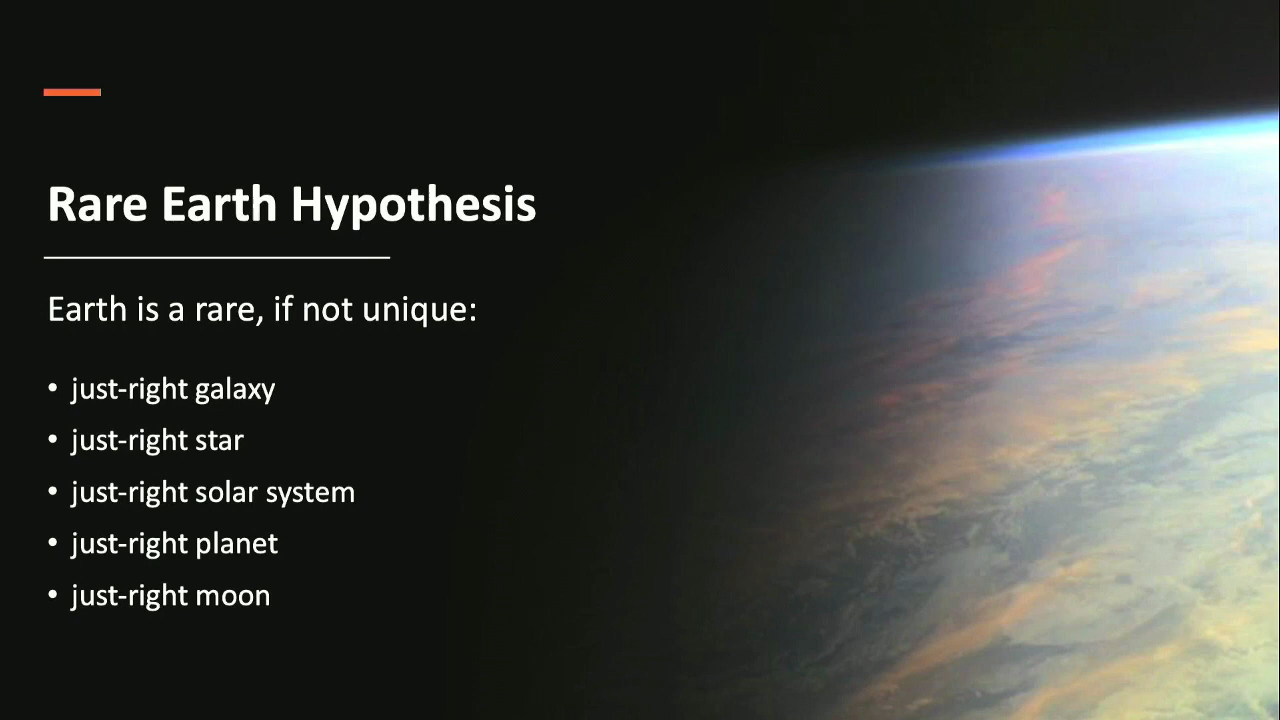 Rare Earth Hypothesis
Earth is a rare, if not unique:
• just-right galaxy
• just-right star
• just-right solar system
• just-right planet
• just-right moon